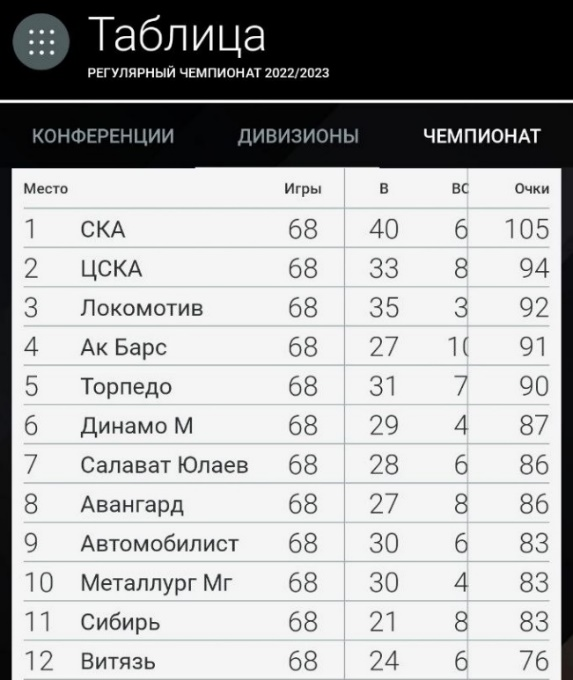 Таблица
РЕГУЛЯРНЫЙ ЧЕМПИОНАТ 2022/2023
КОНФЕРЕНЦИИ ДИВИЗИОНЫ ЧЕМПИОНАТ
Место Игры В ВО Очки
1 СКА 68 40 6 105
2 ЦСКА 68 33 8 94
3 Локомотив 68 35 3 92
4 Ак Барс 68 27 10 91
5 Торпедо 68 31 7 90
6 Динамо М 68 29 4 87
7 Салават Юлаев 68 28 6 86
8 Авангард 68 27 8 86
9 Автомобилист 68 30 6 83
10 Металлург Мг 68 30 4 83
11 Сибирь 68 21 8 83
12 Витязь 68 24 6 76